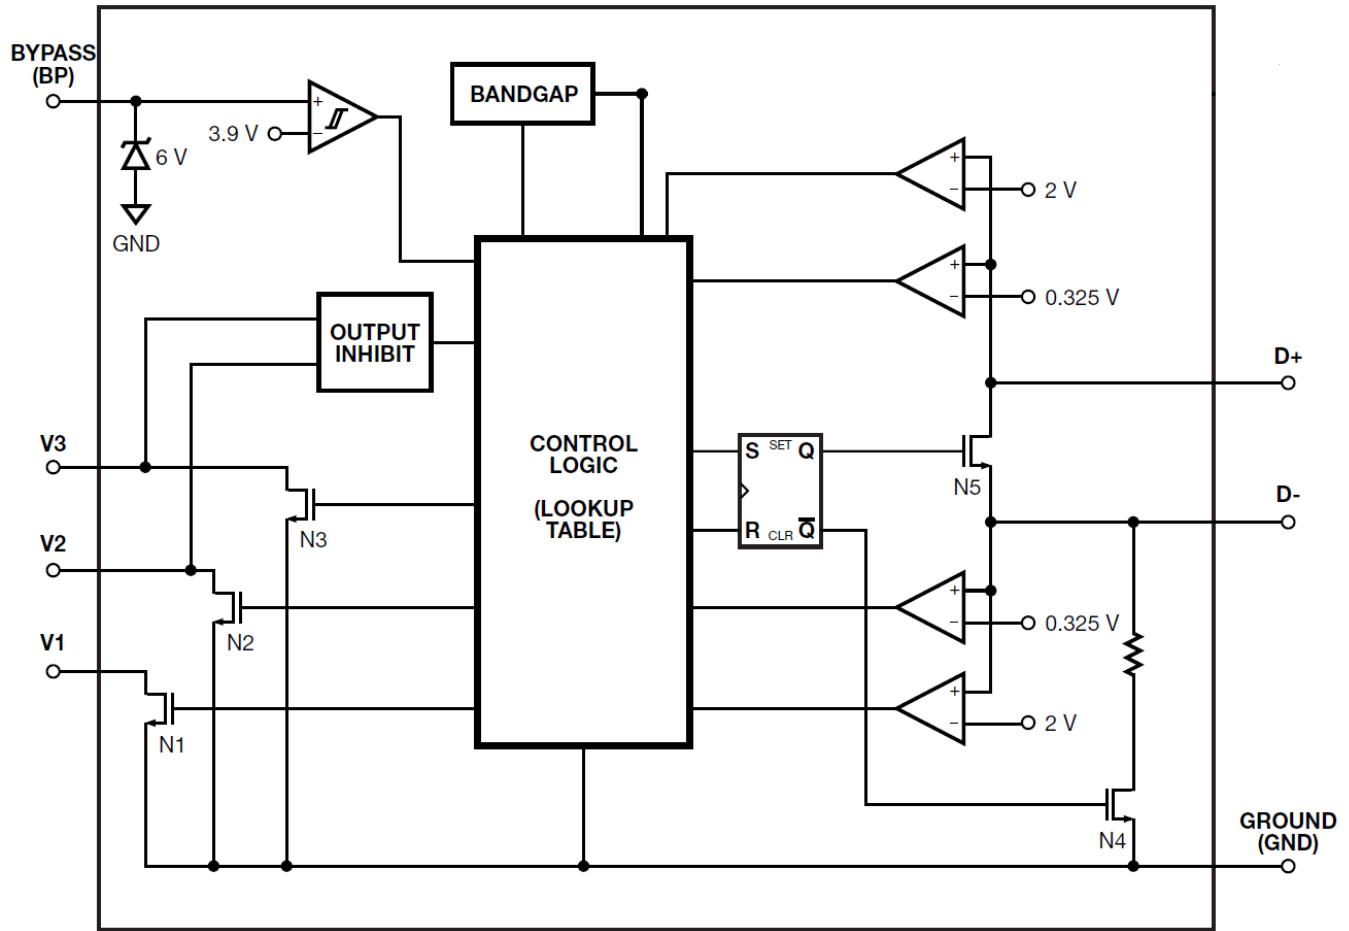 BYPASS
(BP)
+
3.9 V
−
6 V
GND
BANDGAP
+
−
2 V
+
−
0.325 V
OUTPUT
INHIBIT
D+
V3
CONTROL
LOGIC
(LOOKUP
TABLE)
S SET Q
R CLR Q̅
N5
D-
N3
V2
N2
+
−
0.325 V
V1
N1
+
−
2 V
N4
GROUND
(GND)